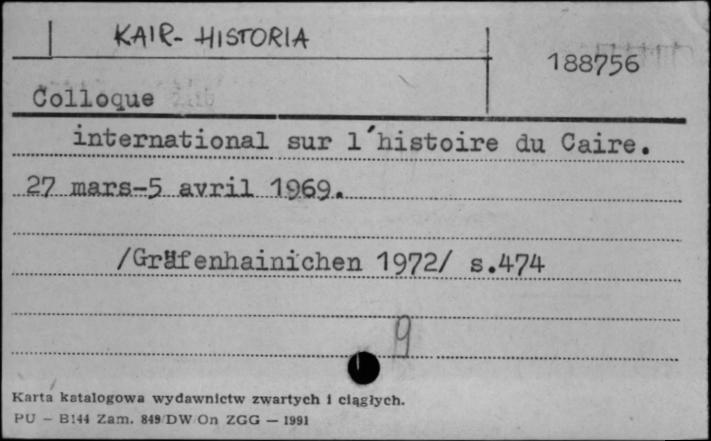 KAIR - HISTORIA
188756
Colloque
international sur l'histoire du Caire.
27 mars-5 avril 1969.
/Gräfenhainichen 1972/ s.474
9
Karta katalogowa wydawnictw zwartych i ciągłych.
PU — B144 Zam. 849/DW/On ZGG — 1991